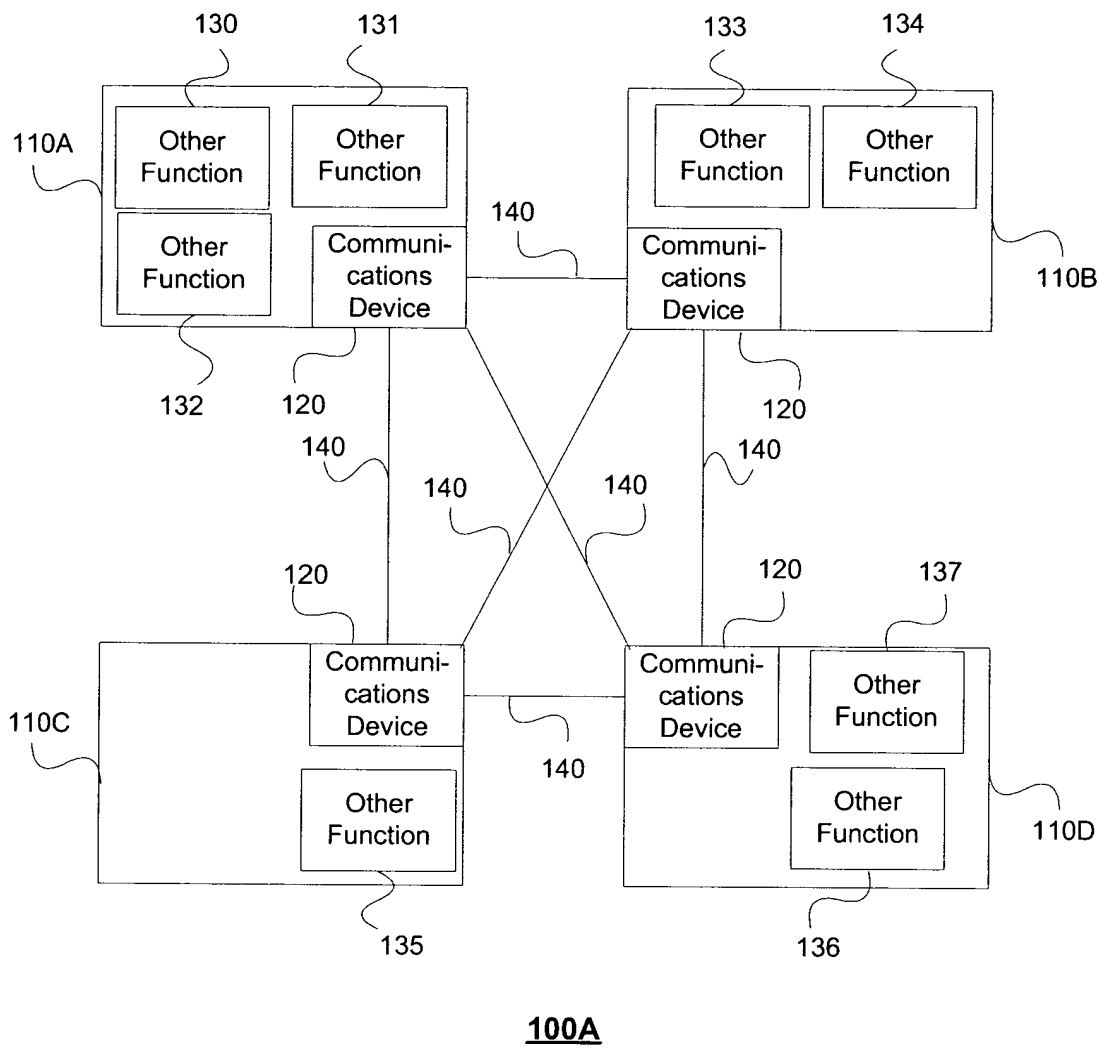 130
131
133
134
110A
Other
Function
Other
Function
Other
Function
Other
Function
Other
Function
Communi-
cations
Device
140
Communi-
cations
Device
110B
132
120
120
140
140
140
140
120
120
137
Communi-
cations
Device
Communi-
cations
Device
Other
Function
110C
140
Other
Function
Other
Function
110D
135
136
100A